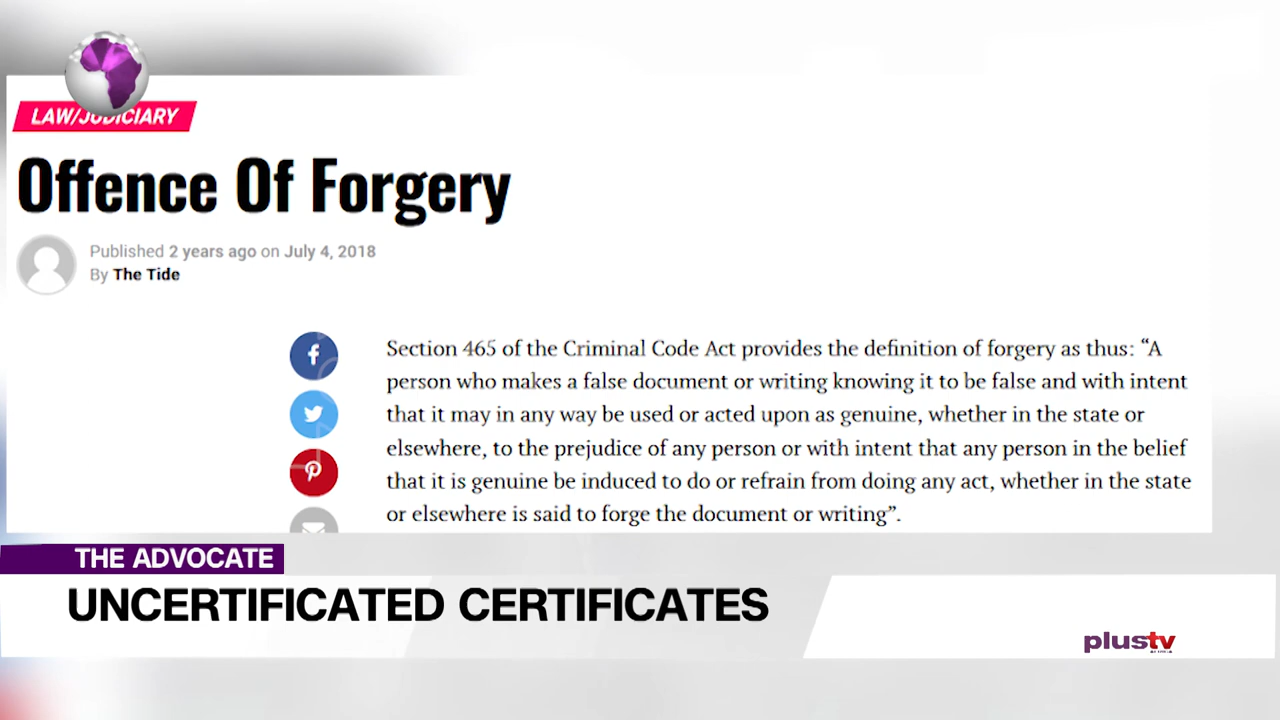 LAW/JUDICIARY
Offence Of Forgery
Published 2 years ago on July 4, 2018
By The Tide
Section 465 of the Criminal Code Act provides the definition of forgery as thus: “A
person who makes a false document or writing knowing it to be false and with intent
that it may in any way be used or acted upon as genuine, whether in the state or
elsewhere, to the prejudice of any person or with intent that any person in the belief
that it is genuine be induced to do or refrain from doing any act, whether in the state
or elsewhere is said to forge the document or writing”.
THE ADVOCATE
UNCERTIFICATED CERTIFICATES
plustv